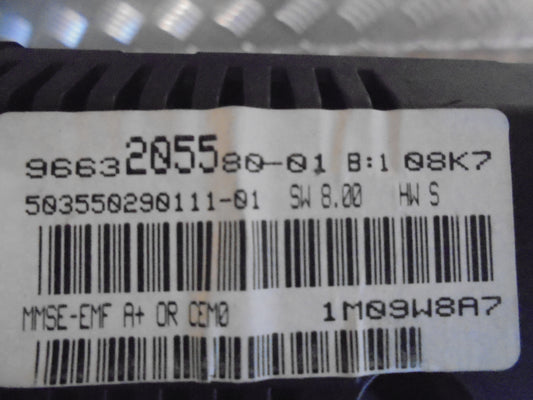 9663205580-01 B:1 08K7
503550290111-01 SW 8.00 HW S
MMSE-EMF A+ OR CEM0 1M09W8A7